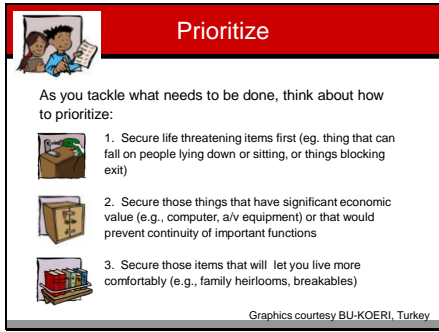 Prioritize
As you tackle what needs to be done, think about how
to prioritize:
1. Secure life threatening items first (eg. thing that can
fall on people lying down or sitting, or things blocking
exit)
2. Secure those things that have significant economic
value (e.g., computer, a/v equipment) or that would
prevent continuity of important functions
3. Secure those items that will let you live more
comfortably (e.g., family heirlooms, breakables)
Graphics courtesy BU-KOERI, Turkey